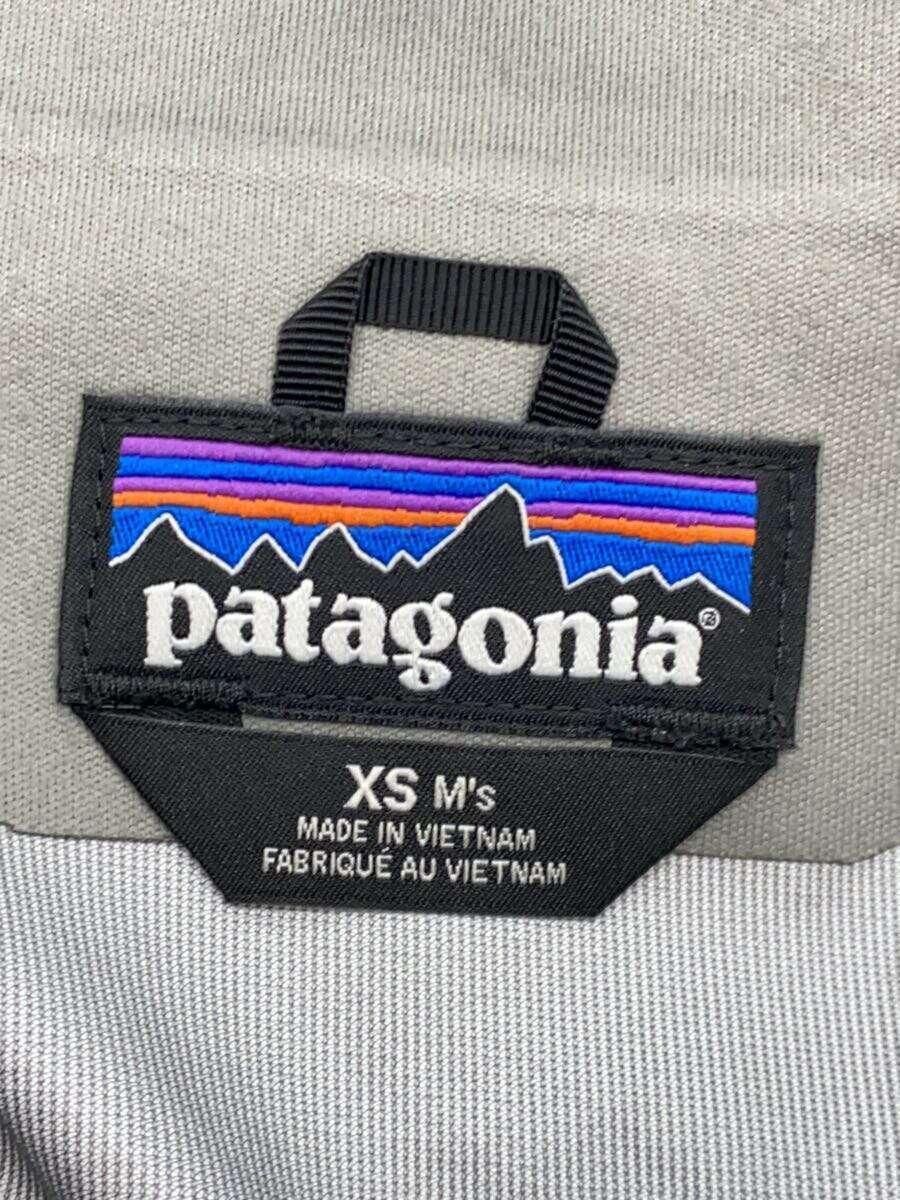 patagonia®
XS M's
MADE IN VIETNAM
FABRIQUÉ AU VIETNAM